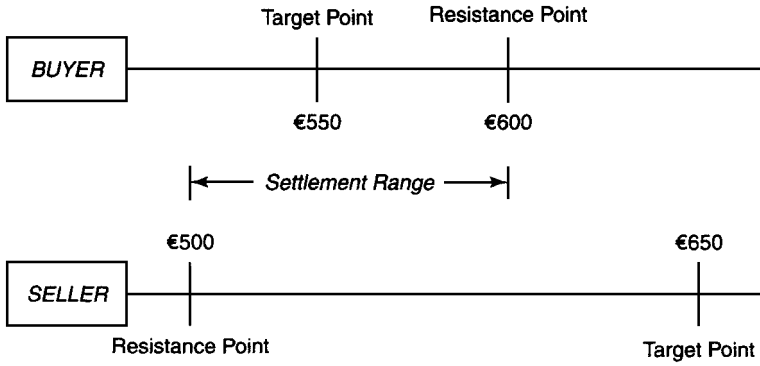 Target Point
Resistance Point
BUYER
€550
€600
Settlement Range
€500
€650
SELLER
Resistance Point
Target Point